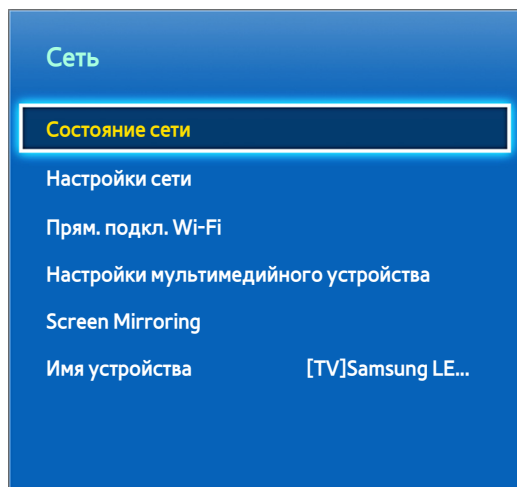 Сеть
Состояние сети
Настройки сети
Прям. подкл. Wi-Fi
Настройки мультимедийного устройства
Screen Mirroring
Имя устройства [TV]Samsung LE...